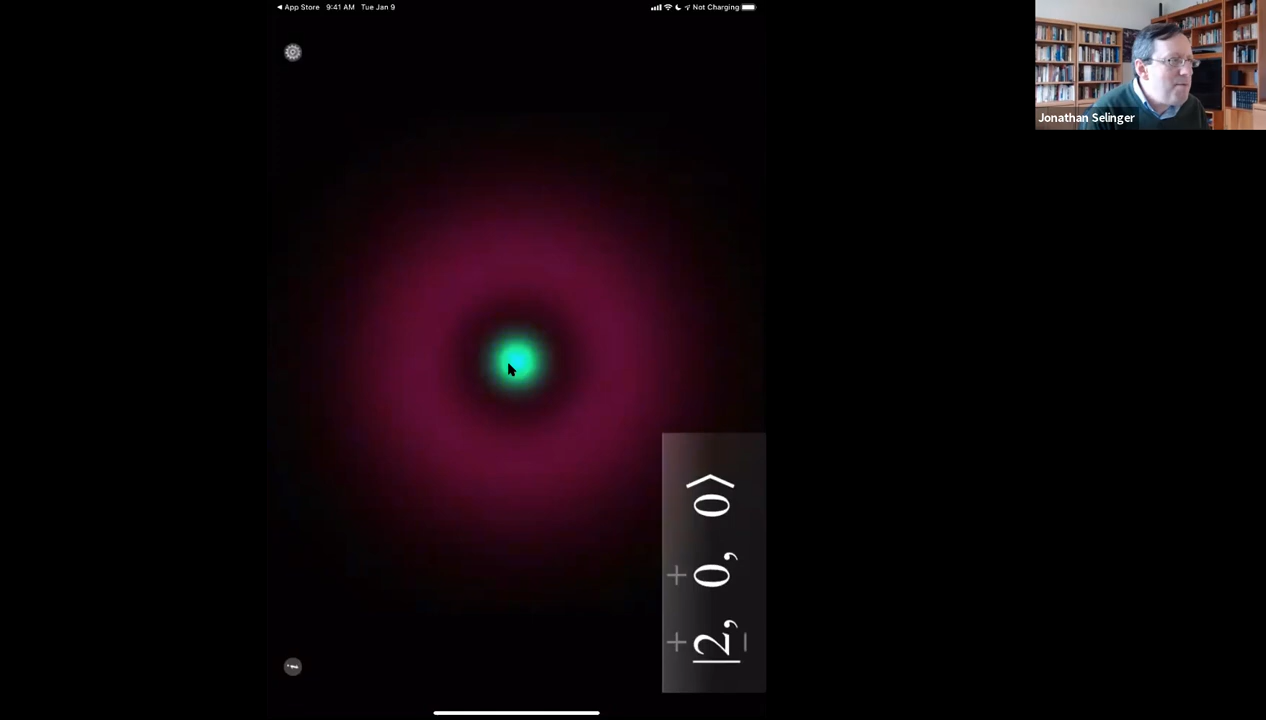 App Store 9:41 AM Tue Jan 9
Not Charging
Jonathan Selinger
|2, 0, 0⟩
+ +
−